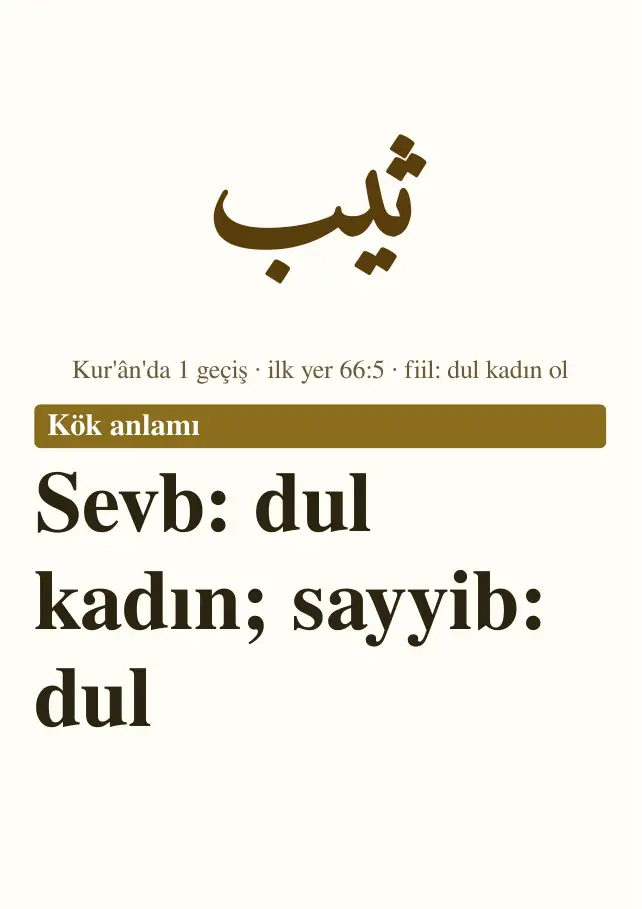 ثيب
Kur'ân'da 1 geçiş · ilk yer 66:5 · fiil: dul kadın ol
Kök anlamı
Sevb: dul
kadın; sayyib:
dul